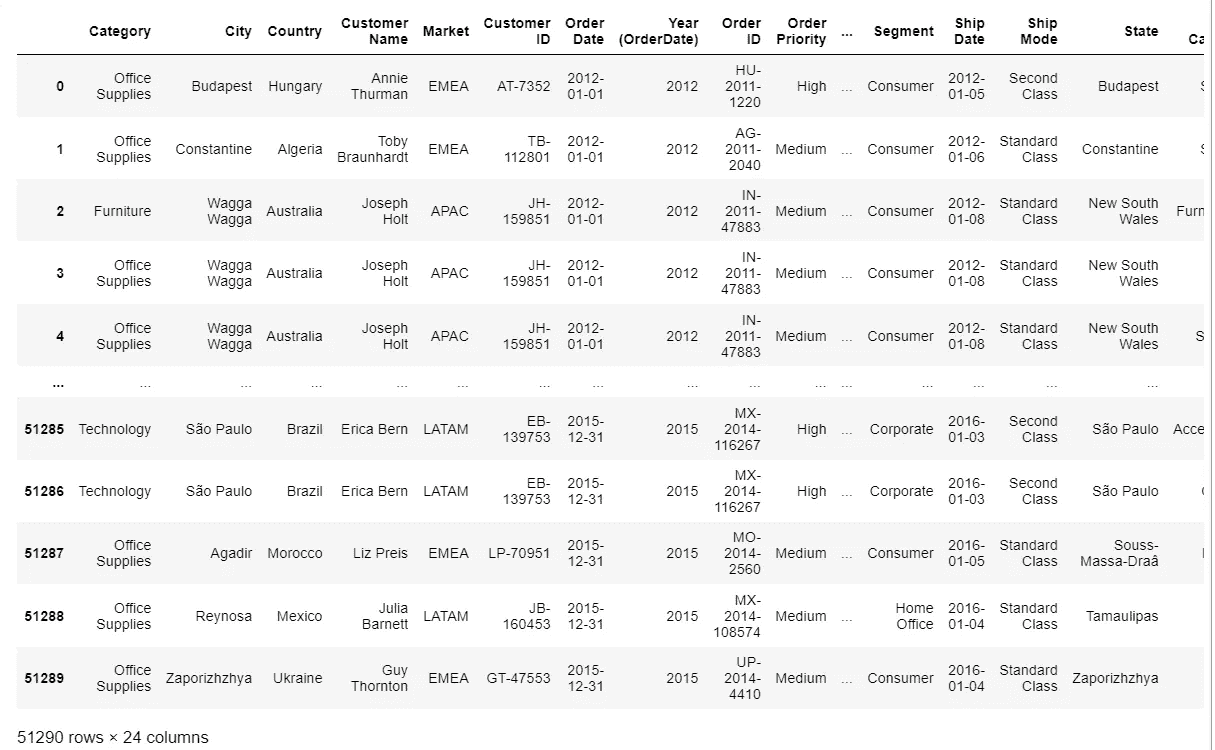 Category City Country Customer Name Market Customer ID Order Date Year (OrderDate) Order ID Order Priority ... Segment Ship Date Ship Mode State
0 Office Supplies Budapest Hungary Annie Thurman EMEA AT-7352 2012-01-01 2012 HU-2011-1220 High ... Consumer 2012-01-05 Second Class Budapest
1 Office Supplies Constantine Algeria Toby Braunhardt EMEA TB-112801 2012-01-01 2012 AG-2011-2040 Medium ... Consumer 2012-01-06 Standard Class Constantine
2 Furniture Wagga Wagga Australia Joseph Holt APAC JH-159851 2012-01-01 2012 IN-2011-47883 Medium ... Consumer 2012-01-08 Standard Class New South Wales
3 Office Supplies Wagga Wagga Australia Joseph Holt APAC JH-159851 2012-01-01 2012 IN-2011-47883 Medium ... Consumer 2012-01-08 Standard Class New South Wales
4 Office Supplies Wagga Wagga Australia Joseph Holt APAC JH-159851 2012-01-01 2012 IN-2011-47883 Medium ... Consumer 2012-01-08 Standard Class New South Wales
... ... ... ... ... ... ... ... ... ... ... ... ... ... ... ...
51285 Technology São Paulo Brazil Erica Bern LATAM EB-139753 2015-12-31 2015 MX-2014-116267 High ... Corporate 2016-01-03 Second Class São Paulo
51286 Technology São Paulo Brazil Erica Bern LATAM EB-139753 2015-12-31 2015 MX-2014-116267 High ... Corporate 2016-01-03 Second Class São Paulo
51287 Office Supplies Agadir Morocco Liz Preis EMEA LP-70951 2015-12-31 2015 MO-2014-2560 Medium ... Consumer 2016-01-05 Standard Class Souss-Massa-Draâ
51288 Office Supplies Reynosa Mexico Julia Barnett LATAM JB-160453 2015-12-31 2015 MX-2014-108574 Medium ... Home Office 2016-01-04 Standard Class Tamaulipas
51289 Office Supplies Zaporizhzhya Ukraine Guy Thornton EMEA GT-47553 2015-12-31 2015 UP-2014-4410 Medium ... Consumer 2016-01-04 Standard Class Zaporizhzhya
51290 rows × 24 columns